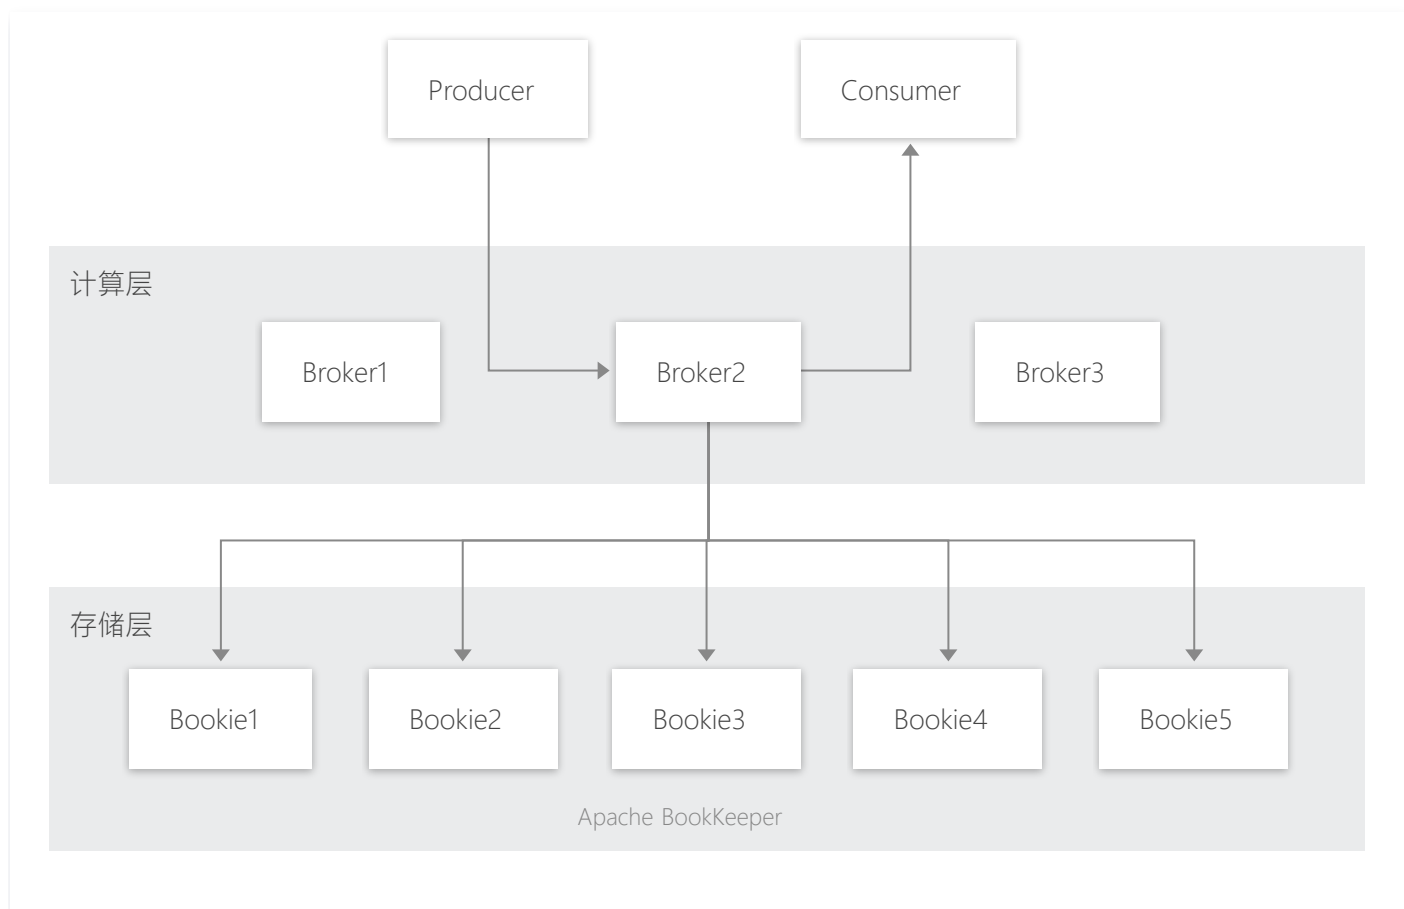 Producer
Consumer
计算层
Broker1
Broker2
Broker3
存储层
Bookie1
Bookie2
Bookie3
Bookie4
Bookie5
Apache BookKeeper